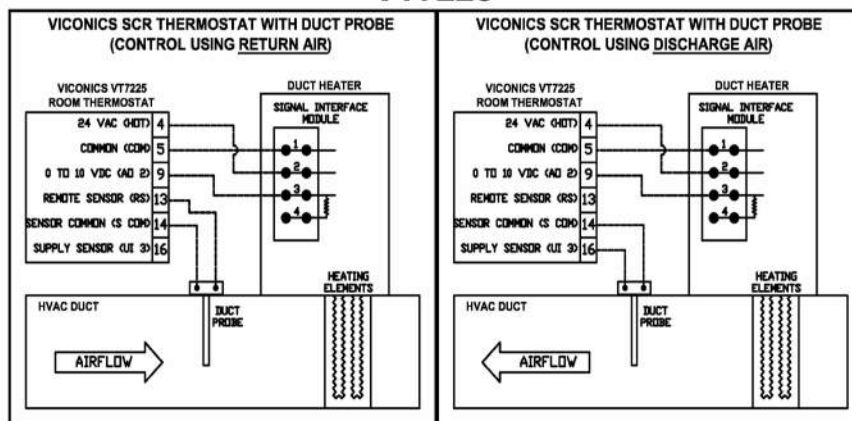 VICONICS SCR THERMOSTAT WITH DUCT PROBE
(CONTROL USING RETURN AIR)
VICONICS VT7225
ROOM THERMOSTAT
DUCT HEATER
SIGNAL INTERFACE
MODULE
24 VAC (HOT) 4
COMMON (COM) 5
0 TO 10 VDC (AO 2) 9
REMOTE SENSOR (RS) 13
SENSOR COMMON (S COM) 14
SUPPLY SENSOR (UI 3) 16
1
2
3
4
HEATING
ELEMENTS
HVAC DUCT
DUCT
PROBE
AIRFLOW
VICONICS SCR THERMOSTAT WITH DUCT PROBE
(CONTROL USING DISCHARGE AIR)
VICONICS VT7225
ROOM THERMOSTAT
DUCT HEATER
SIGNAL INTERFACE
MODULE
24 VAC (HOT) 4
COMMON (COM) 5
0 TO 10 VDC (AO 2) 9
REMOTE SENSOR (RS) 13
SENSOR COMMON (S COM) 14
SUPPLY SENSOR (UI 3) 16
1
2
3
4
HEATING
ELEMENTS
HVAC DUCT
DUCT
PROBE
AIRFLOW